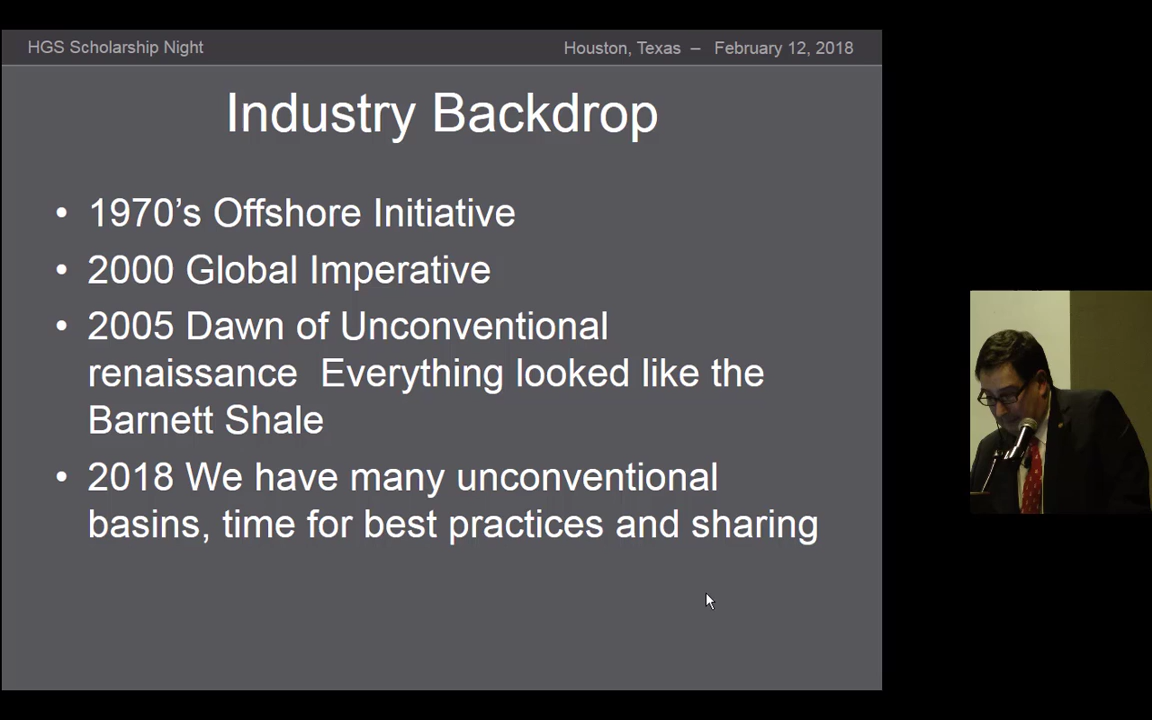 HGS Scholarship Night
Houston, Texas – February 12, 2018
Industry Backdrop
• 1970’s Offshore Initiative
• 2000 Global Imperative
• 2005 Dawn of Unconventional
renaissance  Everything looked like the
Barnett Shale
• 2018 We have many unconventional
basins, time for best practices and sharing